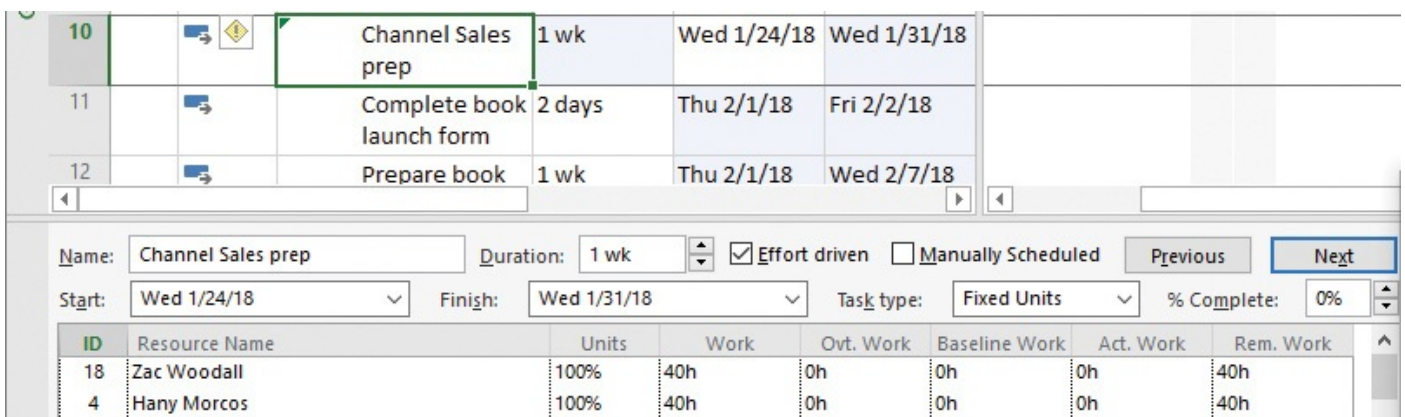 10 Channel Sales 1 wk Wed 1/24/18 Wed 1/31/18
prep
11 Complete book 2 days Thu 2/1/18 Fri 2/2/18
launch form
12 Prepare book 1 wk Thu 2/1/18 Wed 2/7/18
Name: Channel Sales prep Duration: 1 wk Effort driven Manually Scheduled Previous Next
Start: Wed 1/24/18 Finish: Wed 1/31/18 Task type: Fixed Units % Complete: 0%
ID Resource Name Units Work Ovt. Work Baseline Work Act. Work Rem. Work
18 Zac Woodall 100% 40h 0h 0h 0h 40h
4 Hany Morcos 100% 40h 0h 0h 0h 40h